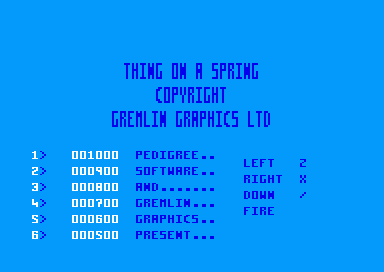 THING ON A SPRING
COPYRIGHT
GREMLIN GRAPHICS LTD
1> 001000 PEDIGREE..
2> 000900 SOFTWARE..
3> 000800 AND.......
4> 000700 GREMLIN...
5> 000600 GRAPHICS..
6> 000500 PRESENT...
LEFT Z
RIGHT X
DOWN /
FIRE